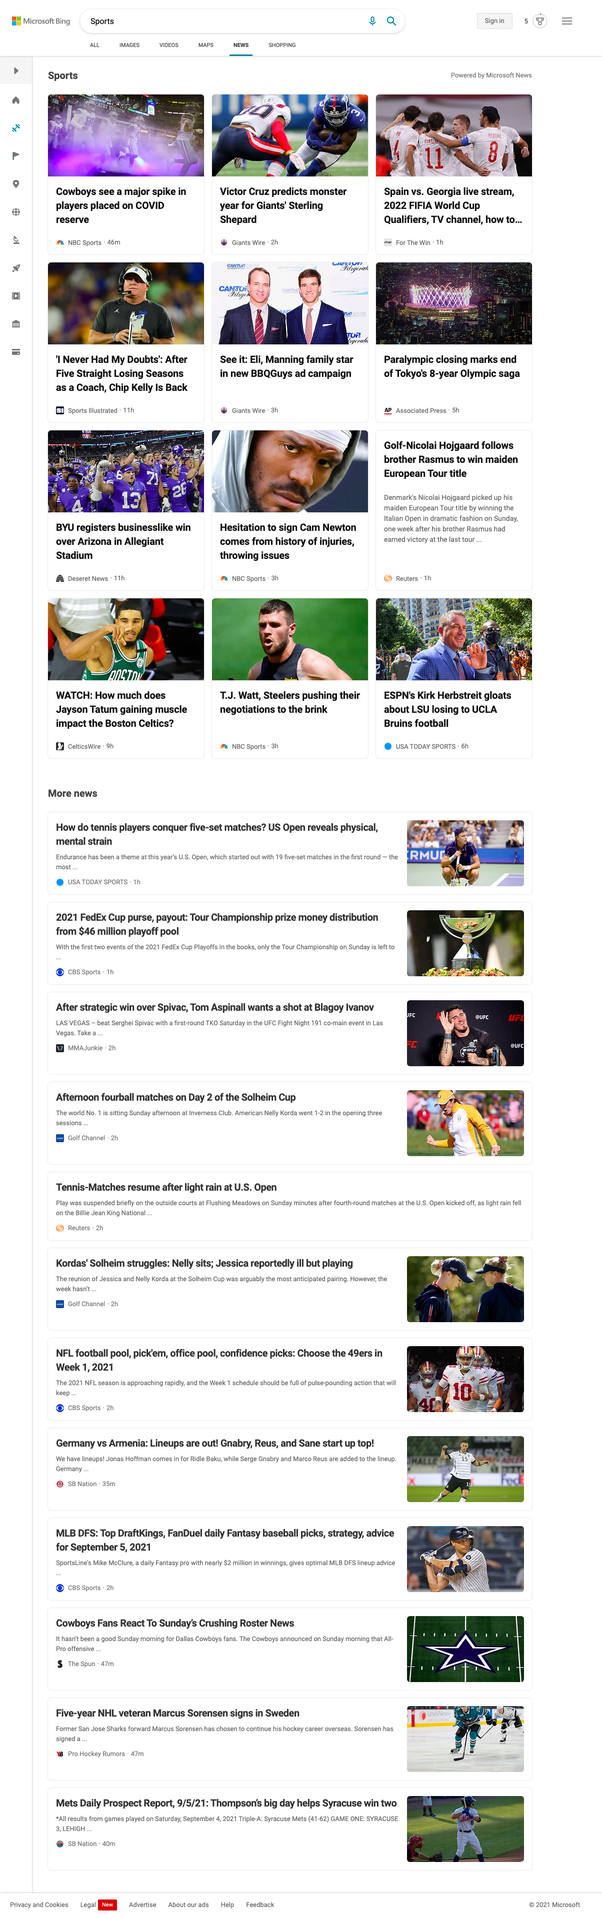 Microsoft Bing
Sports
Sign in
5
ALL
IMAGES
VIDEOS
MAPS
NEWS
SHOPPING
Sports
Powered by Microsoft News
Cowboys see a major spike in
players placed on COVID
reserve
NBC Sports · 46m
Victor Cruz predicts monster
year for Giants' Sterling
Shepard
Giants Wire · 2h
Spain vs. Georgia live stream,
2022 FIFIA World Cup
Qualifiers, TV channel, how to...
For The Win · 1h
'I Never Had My Doubts': After
Five Straight Losing Seasons
as a Coach, Chip Kelly Is Back
Sports Illustrated · 11h
See it: Eli, Manning family star
in new BBQGuys ad campaign
Giants Wire · 3h
Paralympic closing marks end
of Tokyo's 8-year Olympic saga
Associated Press · 5h
BYU registers businesslike win
over Arizona in Allegiant
Stadium
Deseret News · 11h
Hesitation to sign Cam Newton
comes from history of injuries,
throwing issues
NBC Sports · 3h
Golf-Nicolai Hojgaard follows
brother Rasmus to win maiden
European Tour title
Denmark's Nicolai Hojgaard picked up his
maiden European Tour title by winning the
Italian Open in dramatic fashion on Sunday,
one week after his brother Rasmus had
earned victory at the last tour ...
Reuters · 1h
WATCH: How much does
Jayson Tatum gaining muscle
impact the Boston Celtics?
CelticsWire · 9h
T.J. Watt, Steelers pushing their
negotiations to the brink
NBC Sports · 3h
ESPN's Kirk Herbstreit gloats
about LSU losing to UCLA
Bruins football
USA TODAY SPORTS · 6h
More news
How do tennis players conquer five-set matches? US Open reveals physical,
mental strain
Endurance has been a theme at this year's U.S. Open, which started out with 19 five-set matches in the first round — the
most ...
USA TODAY SPORTS · 1h
2021 FedEx Cup purse, payout: Tour Championship prize money distribution
from $46 million playoff pool
With the first two events of the 2021 FedEx Cup Playoffs in the books, only the Tour Championship on Sunday is left to
...
CBS Sports · 1h
After strategic win over Spivac, Tom Aspinall wants a shot at Blagoy Ivanov
LAS VEGAS – beat Serghei Spivac with a first-round TKO Saturday in the UFC Fight Night 191 co-main event in Las
Vegas. Take a ...
MMAJunkie · 2h
Afternoon fourball matches on Day 2 of the Solheim Cup
The world No. 1 is sitting Sunday afternoon at Inverness Club. American Nelly Korda went 1-2 in the opening three
sessions ...
Golf Channel · 2h
Tennis-Matches resume after light rain at U.S. Open
Play was suspended briefly on the outside courts at Flushing Meadows on Sunday minutes after fourth-round matches at the U.S. Open kicked off, as light rain fell
on the Billie Jean King National ...
Reuters · 2h
Kordas' Solheim struggles: Nelly sits; Jessica reportedly ill but playing
The reunion of Jessica and Nelly Korda at the Solheim Cup was arguably the most anticipated pairing. However, the
week hasn't ...
Golf Channel · 2h
NFL football pool, pick'em, office pool, confidence picks: Choose the 49ers in
Week 1, 2021
The 2021 NFL season is approaching rapidly, and the Week 1 schedule should be full of pulse-pounding action that will
keep ...
CBS Sports · 2h
Germany vs Armenia: Lineups are out! Gnabry, Reus, and Sane start up top!
We have lineups! Jonas Hoffman comes in for Ridle Baku, while Serge Gnabry and Marco Reus are added to the lineup.
Germany ...
SB Nation · 35m
MLB DFS: Top DraftKings, FanDuel daily Fantasy baseball picks, strategy, advice
for September 5, 2021
SportsLine's Mike McClure, a daily Fantasy pro with nearly $2 million in winnings, gives optimal MLB DFS lineup advice
...
CBS Sports · 2h
Cowboys Fans React To Sunday's Crushing Roster News
It hasn't been a good Sunday morning for Dallas Cowboys fans. The Cowboys announced on Sunday morning that All-
Pro offensive ...
The Spun · 47m
Five-year NHL veteran Marcus Sorensen signs in Sweden
Former San Jose Sharks forward Marcus Sorensen has chosen to continue his hockey career overseas. Sorensen has
signed a ...
Pro Hockey Rumors · 47m
Mets Daily Prospect Report, 9/5/21: Thompson's big day helps Syracuse win two
*All results from games played on Saturday, September 4, 2021 Triple-A: Syracuse Mets (41-62) GAME ONE: SYRACUSE
3, LEHIGH ...
SB Nation · 40m
Privacy and Cookies
Legal
New
Advertise
About our ads
Help
Feedback
© 2021 Microsoft